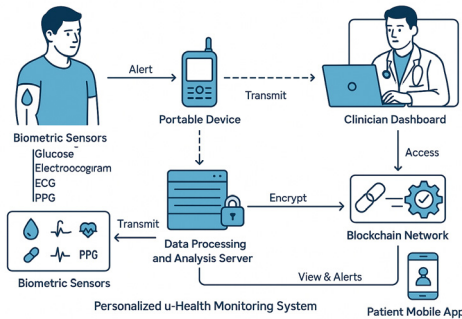 Alert
Transmit
Biometric Sensors
Portable Device
Clinician Dashboard
Glucose
Electroocogıram
ECG
PPG
Access
Encrypt
Transmit
PPG
Data Processing
and Analysis Server
Blockchain Network
Biometric Sensors
View & Alerts
Personalized u-Health Monitoring System
Patient Mobile App